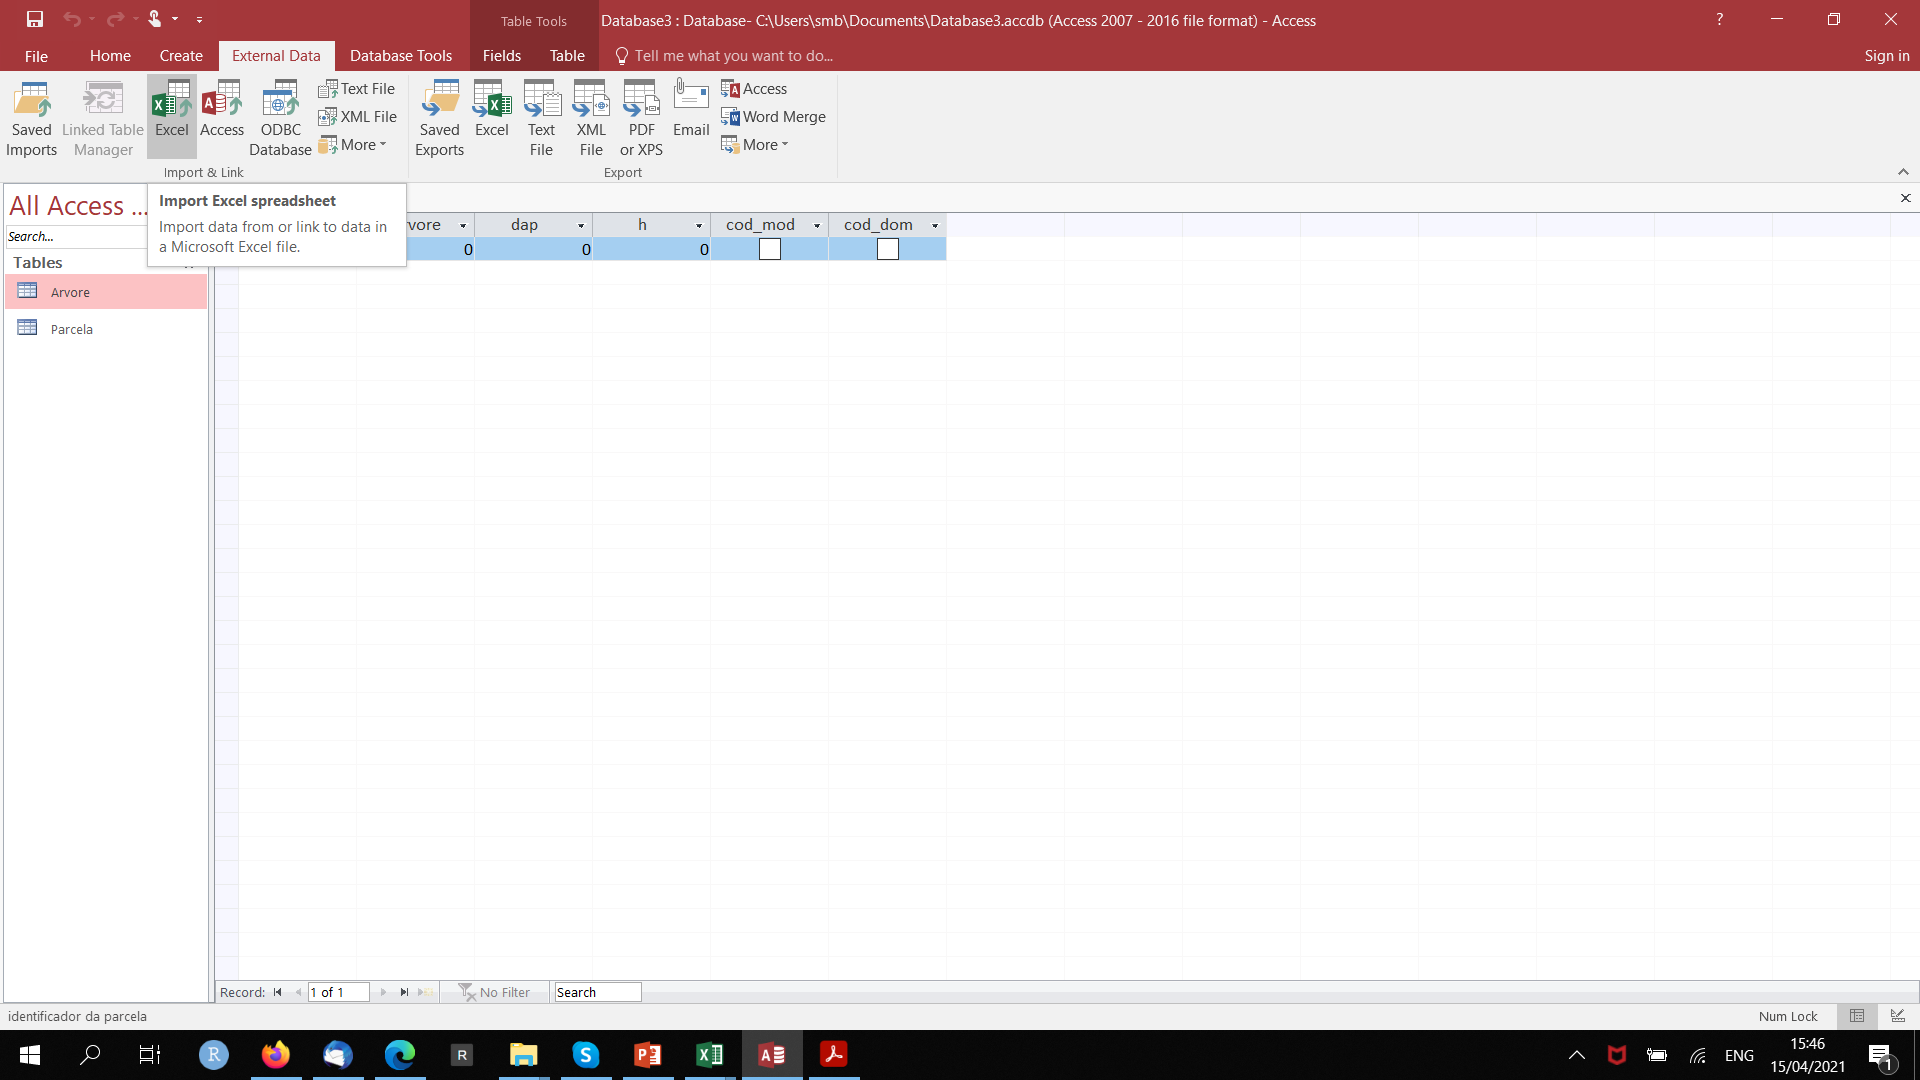 Table Tools
Database3 : Database- C:\Users\smb\Documents\Database3.accdb (Access 2007 - 2016 file format) - Access
?
File
Home
Create
External Data
Database Tools
Fields
Table
Tell me what you want to do...
Sign in
Saved Imports
Linked Table Manager
Excel
Access
ODBC Database
Text File
XML File
More
Import & Link
Saved Exports
Excel
Text File
XML File
PDF or XPS
Email
Access
Word Merge
More
Export
Import Excel spreadsheet
Import data from or link to data in
a Microsoft Excel file.
All Access ...
Search...
Tables
Arvore
Parcela
vore
dap
h
cod_mod
cod_dom
0
0
0
Record:
1 of 1
No Filter
Search
identificador da parcela
Num Lock
ENG
15:46
15/04/2021
1